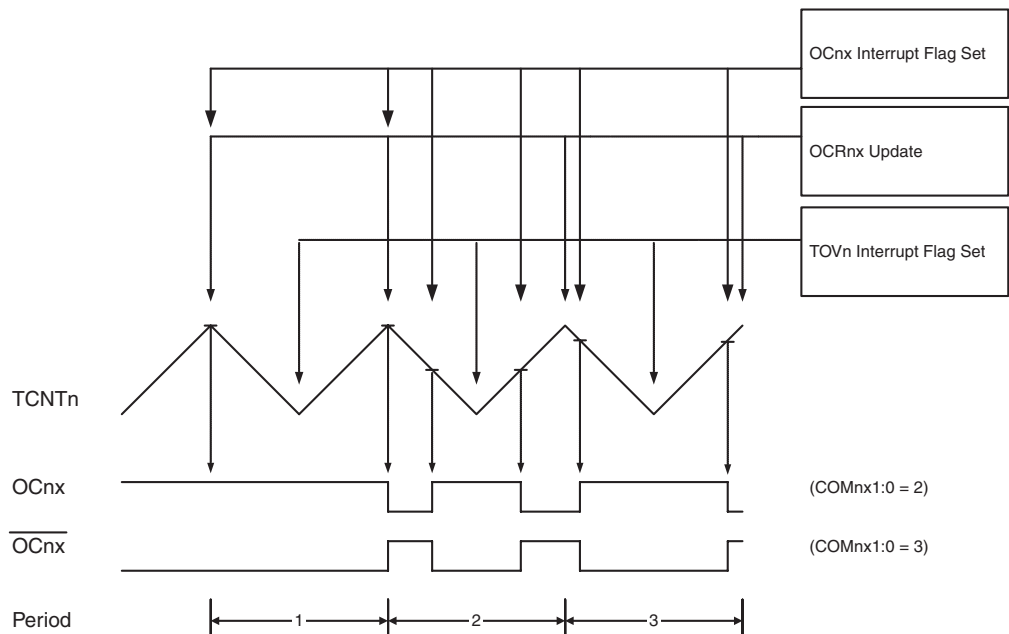 OCnx Interrupt Flag Set
OCRnx Update
TOVn Interrupt Flag Set
TCNTn
OCnx
(COMnx1:0 = 2)
OCnx
(COMnx1:0 = 3)
Period
1
2
3